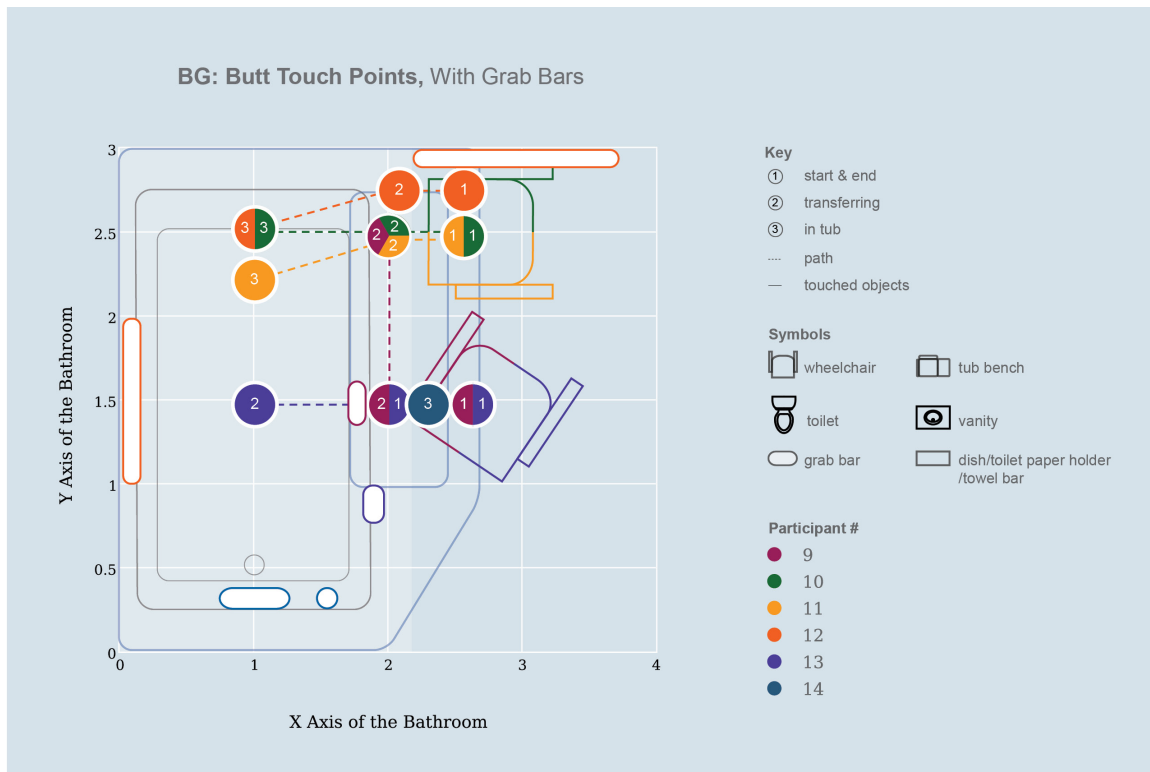 BG: Butt Touch Points, With Grab Bars
3
2.5
2
1.5
1
0.5
0
0
1
2
3
4
Y Axis of the Bathroom
X Axis of the Bathroom
2
1
3
3
2
2
2
1
1
3
2
2
1
3
1
1
Key
1 start & end
2 transferring
3 in tub
path
touched objects
Symbols
wheelchair
tub bench
toilet
vanity
grab bar
dish/toilet paper holder
/towel bar
Participant #
9
10
11
12
13
14